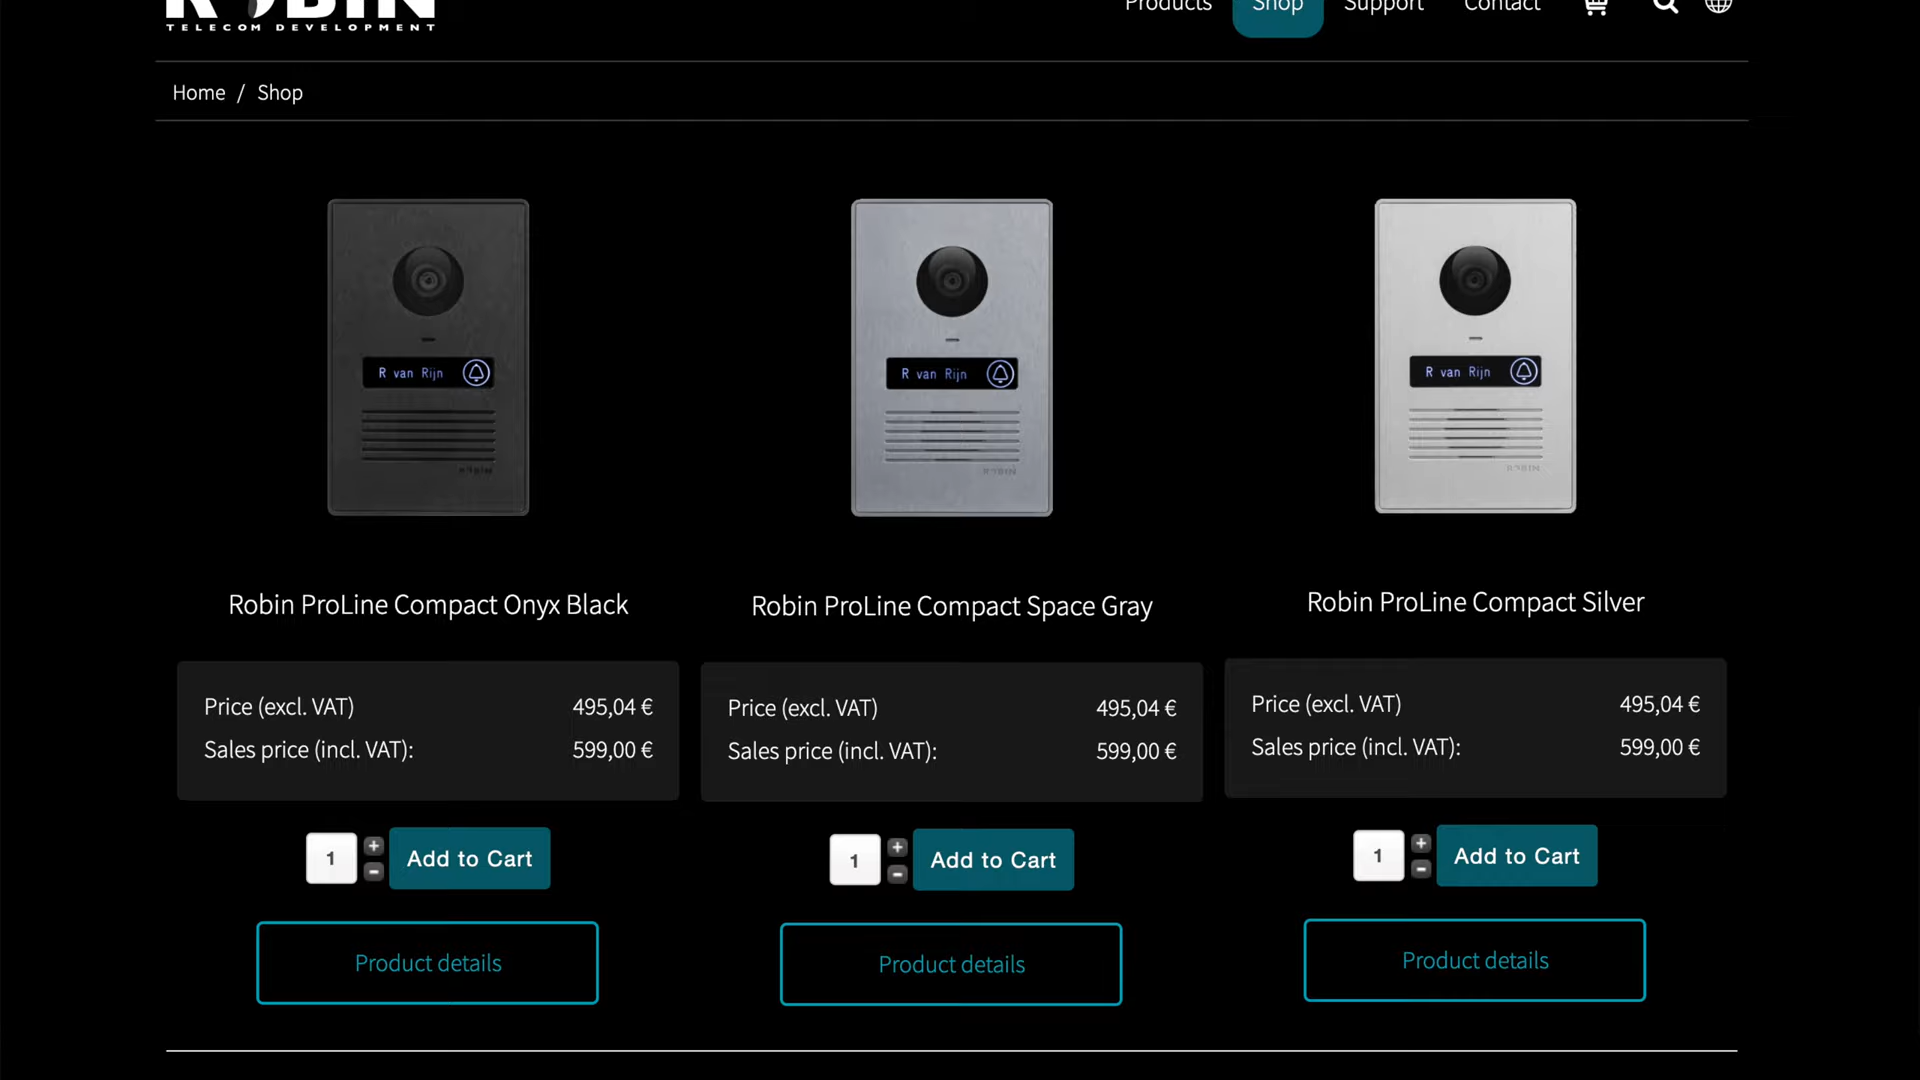 ROBIN
TELECOM DEVELOPMENT
Products
Shop
Support
Contact
Home / Shop
R van Rijn
ROBIN
R van Rijn
ROBIN
R van Rijn
ROBIN
Robin ProLine Compact Onyx Black
Robin ProLine Compact Space Gray
Robin ProLine Compact Silver
Price (excl. VAT) 495,04 €
Sales price (incl. VAT): 599,00 €
Price (excl. VAT) 495,04 €
Sales price (incl. VAT): 599,00 €
Price (excl. VAT) 495,04 €
Sales price (incl. VAT): 599,00 €
1 + - Add to Cart
1 + - Add to Cart
1 + - Add to Cart
Product details
Product details
Product details